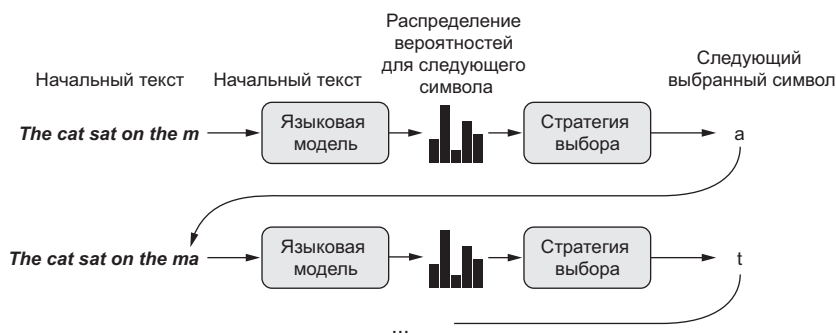 Распределение
вероятностей
для следующего
символа
Следующий
выбранный символ
Начальный текст
Начальный текст
The cat sat on the m
Языковая
модель
Стратегия
выбора
a
The cat sat on the ma
Языковая
модель
Стратегия
выбора
t
...